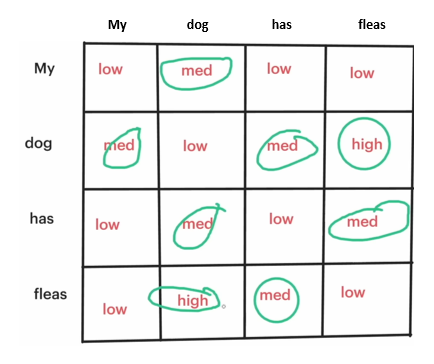 My dog has fleas
My low med low low
dog med low med high
has low med low med
fleas low high med low